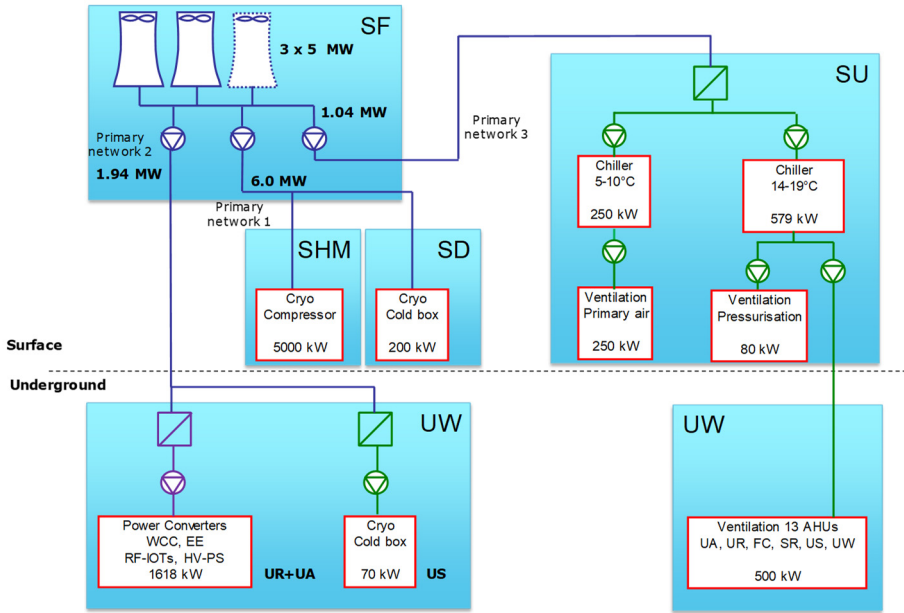 SF
3 x 5 MW
1.04 MW
Primary
network 2
1.94 MW
6.0 MW
Primary
network 1
Primary
network 3
SU
Chiller
5-10°C
250 kW
Chiller
14-19°C
579 kW
Ventilation
Primary air
250 kW
Ventilation
Pressurisation
80 kW
SHM
Cryo
Compressor
5000 kW
SD
Cryo
Cold box
200 kW
Surface
Underground
UW
Power Converters
WCC, EE
RF-IOTs, HV-PS
1618 kW
UR+UA
Cryo
Cold box
70 kW
US
UW
Ventilation 13 AHUs
UA, UR, FC, SR, US, UW
500 kW